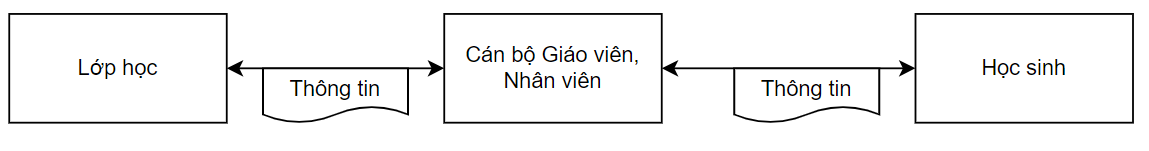 Lớp học
Thông tin
Cán bộ Giáo viên,
Nhân viên
Thông tin
Học sinh